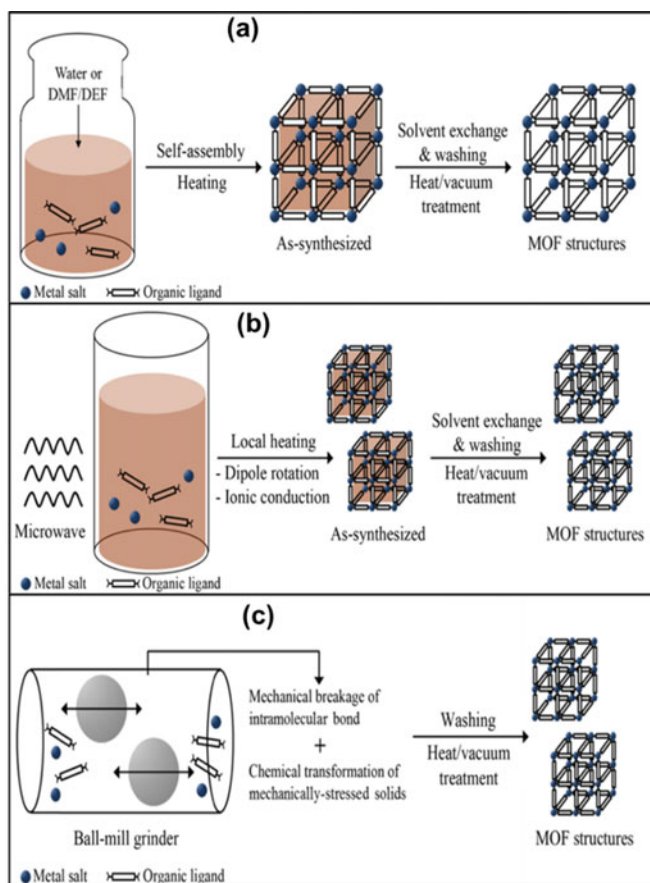 (a)
Water or
DMF/DEF
Self-assembly
Heating
As-synthesized
Solvent exchange
& washing
Heat/vacuum
treatment
MOF structures
Metal salt
Organic ligand
(b)
Microwave
Local heating
- Dipole rotation
- Ionic conduction
As-synthesized
Solvent exchange
& washing
Heat/vacuum
treatment
MOF structures
Metal salt
Organic ligand
(c)
Ball-mill grinder
Mechanical breakage of
intramolecular bond
+
Chemical transformation of
mechanically-stressed solids
Washing
Heat/vacuum
treatment
MOF structures
Metal salt
Organic ligand